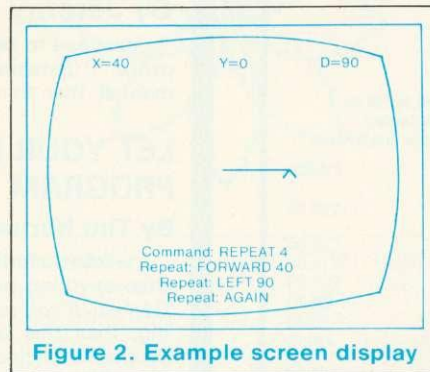 X=40 Y=0 D=90
Command: REPEAT 4
Repeat: FORWARD 40
Repeat: LEFT 90
Repeat: AGAIN
Figure 2. Example screen display